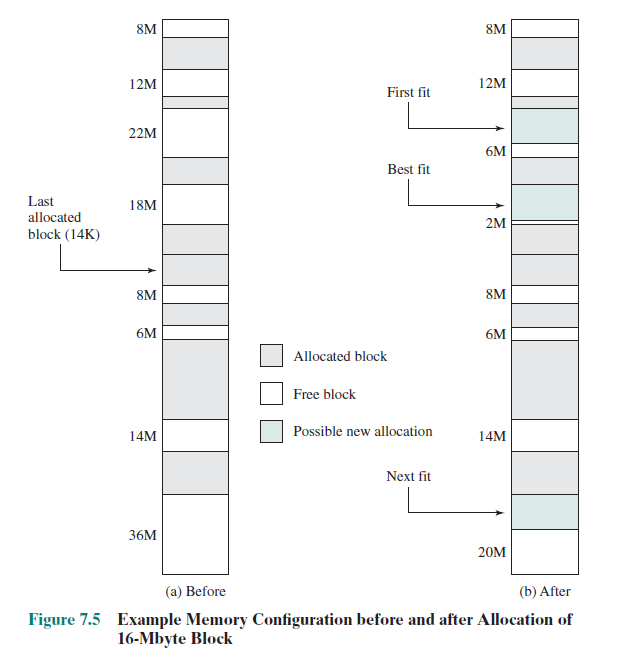 8M
12M
22M
Last
allocated
block (14K)
18M
8M
6M
14M
36M
(a) Before
Allocated block
Free block
Possible new allocation
8M
First fit
12M
6M
Best fit
2M
8M
6M
14M
Next fit
20M
(b) After
Figure 7.5 Example Memory Configuration before and after Allocation of
16-Mbyte Block